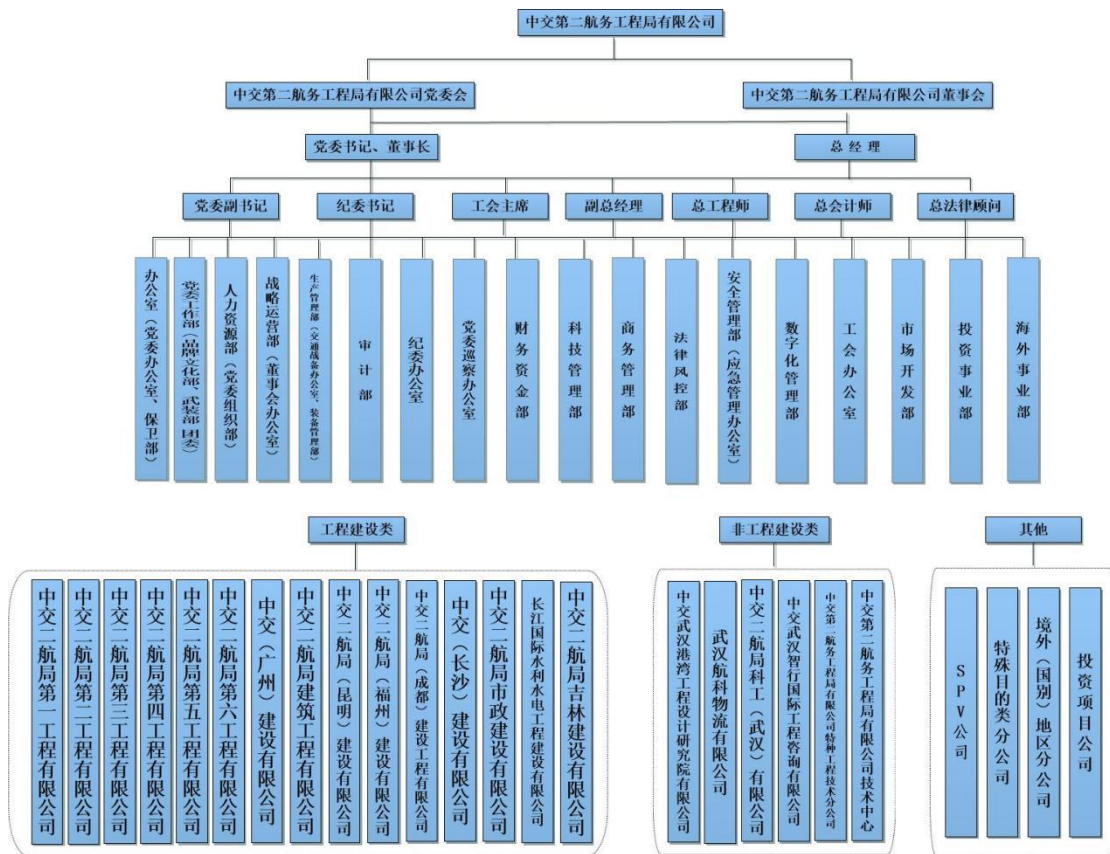 中交第二航务工程局有限公司
中交第二航务工程局有限公司党委会
中交第二航务工程局有限公司董事会
党委书记、董事长
总 经 理
党委副书记
纪委书记
工会主席
副总经理
总工程师
总会计师
总法律顾问
办公室（党委办公室、保卫部）
党委工作部（品牌文化部、武装部 团委）
人力资源部（党委组织部）
战略运营部（董事会办公室）
生产管理部（交通战备办公室、装备管理部）
审计部
纪委办公室
党委巡察办公室
财务资金部
科技管理部
商务管理部
法律风控部
安全管理部（应急管理办公室）
数字化管理部
工会办公室
市场开发部
投资事业部
海外事业部
工程建设类
非工程建设类
其他
中交二航局第一工程有限公司
中交二航局第二工程有限公司
中交二航局第三工程有限公司
中交二航局第四工程有限公司
中交二航局第五工程有限公司
中交二航局第六工程有限公司
中交（广州）建设有限公司
中交二航局建筑工程有限公司
中交二航局（昆明）建设有限公司
中交二航局（福州）建设有限公司
中交二航局（成都）建设工程有限公司
中交（长沙）建设有限公司
中交二航局市政建设有限公司
长江国际水利水电工程建设有限公司
中交二航局吉林建设有限公司
中交武汉港湾工程设计研究院有限公司
武汉航科物流有限公司
中交二航局科工（武汉）有限公司
中交武汉智行国际工程咨询有限公司
中交第二航务工程局有限公司特种工程技术分公司
中交第二航务工程局有限公司技术中心
SPV公司
特殊目的类分公司
境外（国别）地区分公司
投资项目公司